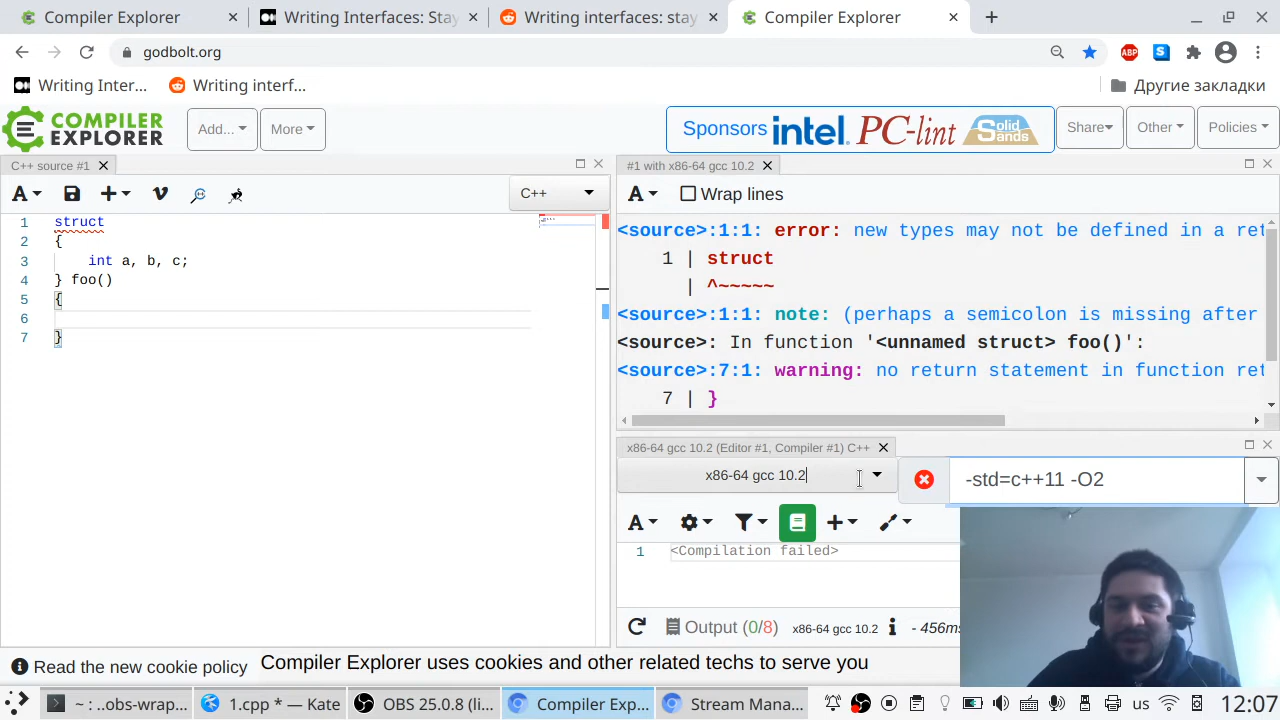 Compiler Explorer
Writing Interfaces: Stay
Writing interfaces: stay
Compiler Explorer
godbolt.org
ABP
S
Writing Inter...
Writing interf...
Другие закладки
COMPILER
EXPLORER
Add...
More
Sponsors intel. PC-lint Solid Sands
Share
Other
Policies
C++ source #1
#1 with x86-64 gcc 10.2
A
C++
A
Wrap lines
1 struct
2 {
3 int a, b, c;
4 } foo()
5 {
6
7 }
<source>:1:1: error: new types may not be defined in a ret
1 | struct
| ^~~~~~
<source>:1:1: note: (perhaps a semicolon is missing after
<source>: In function '<unnamed struct> foo()':
<source>:7:1: warning: no return statement in function ret
7 | }
x86-64 gcc 10.2 (Editor #1, Compiler #1) C++
x86-64 gcc 10.2
-std=c++11 -O2
A
1 <Compilation failed>
Output (0/8) x86-64 gcc 10.2 i - 456ms
Read the new cookie policy
Compiler Explorer uses cookies and other related techs to serve you
~ : ..obs-wrap...
1.cpp * — Kate
OBS 25.0.8 (li...
Compiler Exp...
Stream Mana...
us
12:07